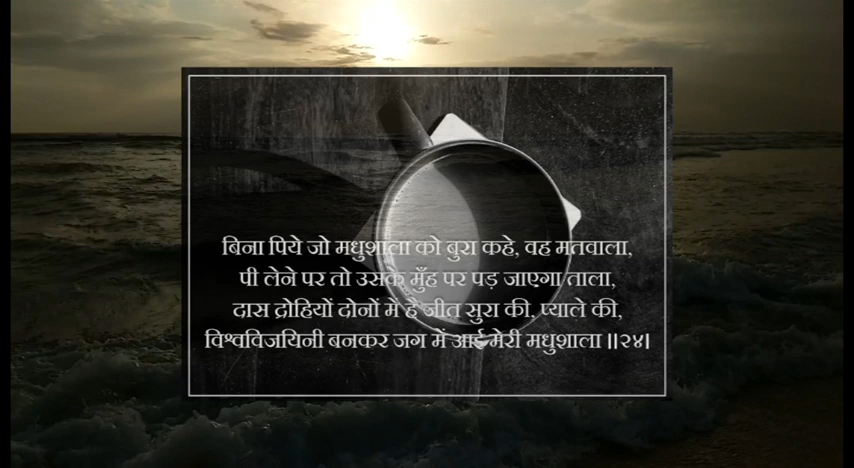 बिना पिये जो मधुशाला को बुरा कहे, वह मतवाला,
पी लेने पर तो उसके मुँह पर पड़ जाएगा ताला,
दास द्रोहियों दोनों में है जीत सुरा की, प्याले की,
विश्वविजयिनी बनकर जग में आई मेरी मधुशाला ।।२४।